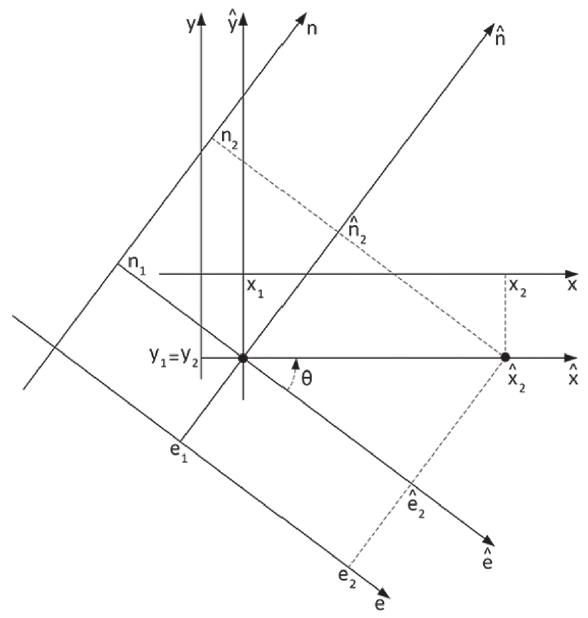 y ŷ n n̂
n₂
n̂₂
n₁
x₁ x₂ x
y₁=y₂ θ x̂₂ x̂
e₁
ê₂
ê
e₂
e